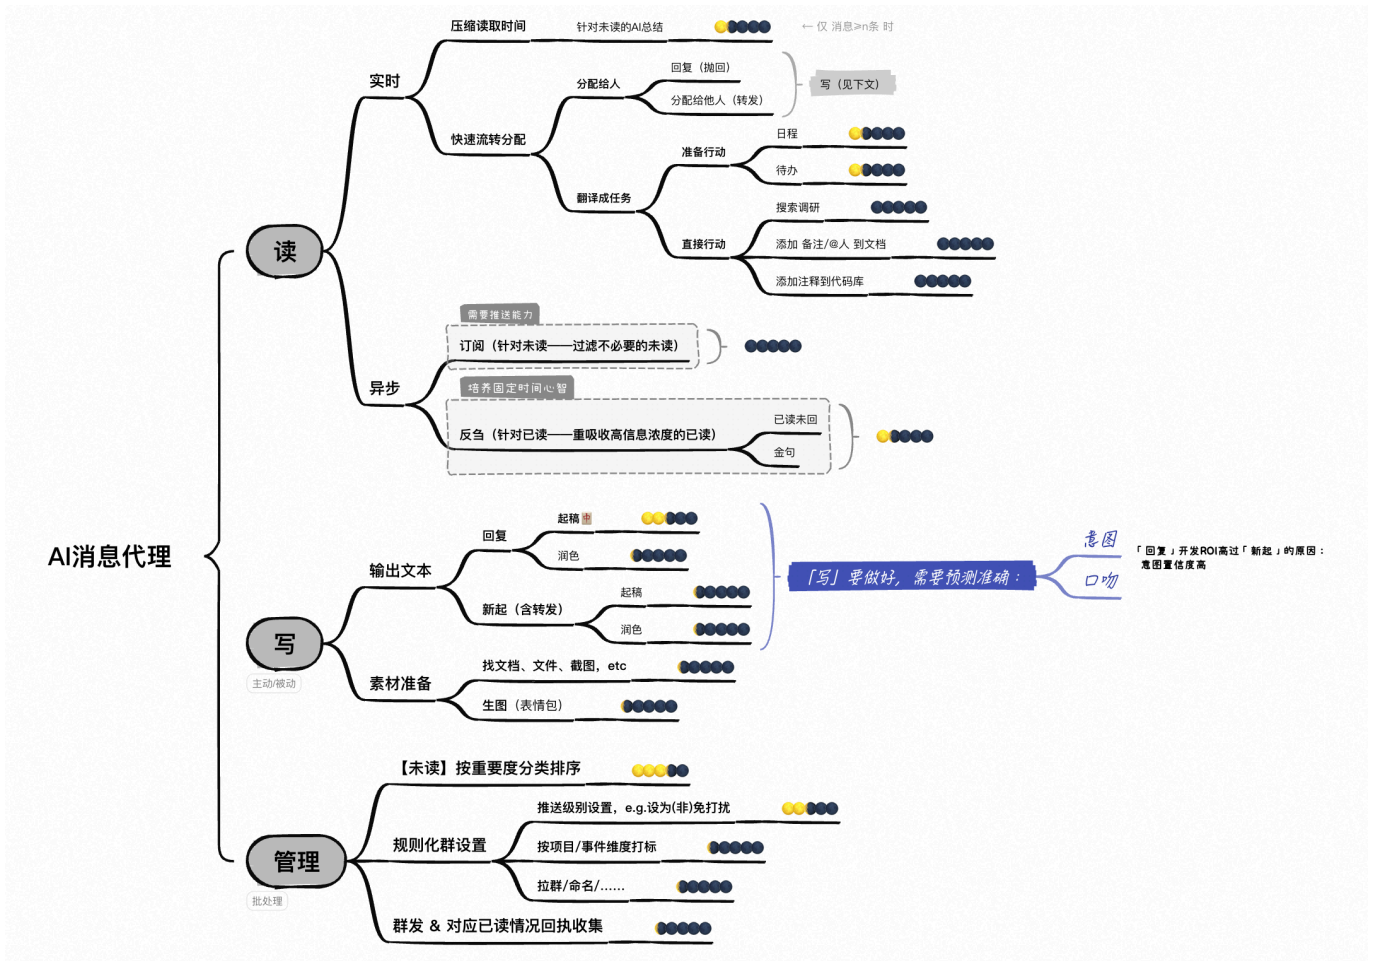 AI消息代理
读
实时
压缩读取时间
针对未读的AI总结
← 仅 消息≥n条 时
快速流转分配
分配给人
回复（抛回）
分配给他人（转发）
写（见下文）
翻译成任务
准备行动
日程
待办
直接行动
搜索调研
添加 备注/@人 到文档
添加注释到代码库
异步
需要推送能力
订阅（针对未读——过滤不必要的未读）
培养固定时间心智
反刍（针对已读——重吸收高信息浓度的已读）
已读未回
金句
写
主动/被动
输出文本
回复
起稿🀄
润色
新起（含转发）
起稿
润色
「写」要做好，需要预测准确：
意图
口吻
「回复」开发ROI高过「新起」的原因：
意图置信度高
素材准备
找文档、文件、截图，etc
生图（表情包）
管理
批处理
【未读】按重要度分类排序
规则化群设置
推送级别设置，e.g.设为(非)免打扰
按项目/事件维度打标
拉群/命名/……
群发 & 对应已读情况回执收集